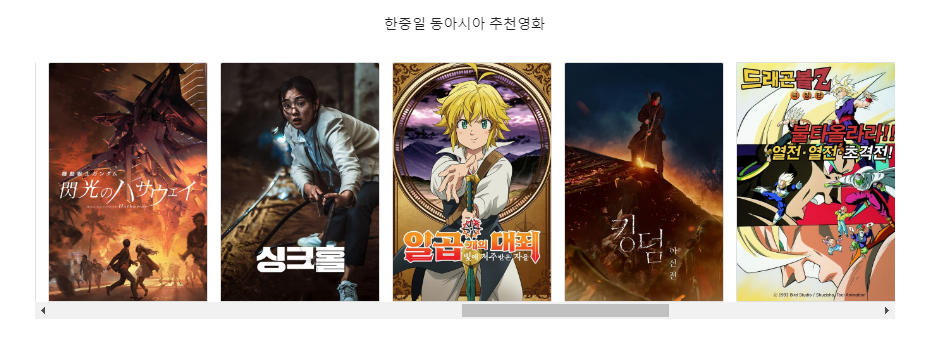 한중일 동아시아 추천영화
機動戦士ガンダム
閃光のハサウェイ
싱크홀
일곱 개의 대죄
빛에 저주받은 자들
킹덤
아신전
드래곤볼Z
극장판
불타올라라!!
열전·열전·초격전!
© 1993 Bird Studio / Shueisha, Toei Animation